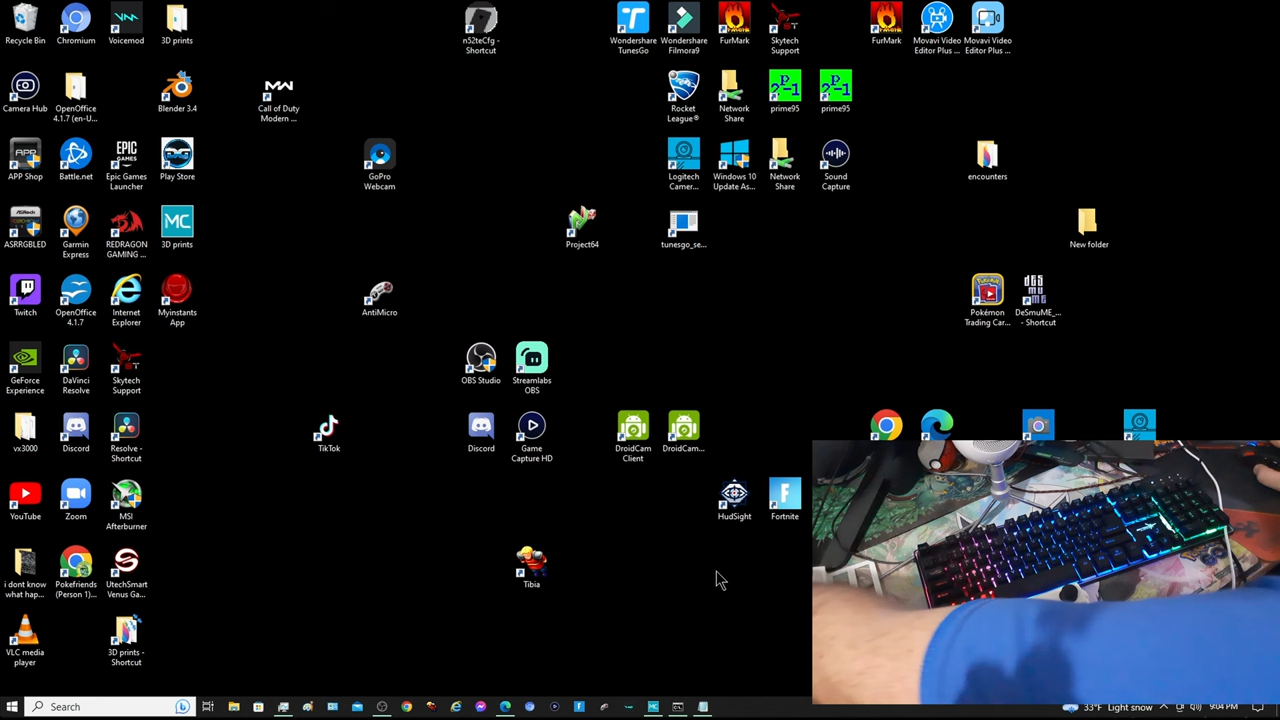 Recycle Bin
Chromium
Voicemod
3D prints
n52teCfg - Shortcut
Wondershare TunesGo
Wondershare Filmora9
FurMark
Skytech Support
FurMark
Movavi Video Editor Plus ...
Movavi Video Editor Plus ...
Camera Hub
OpenOffice 4.1.7 (en-U...
Blender 3.4
Call of Duty Modern ...
Rocket League®
Network Share
prime95
prime95
APP Shop
Battle.net
Epic Games Launcher
Play Store
GoPro Webcam
Logitech Camer...
Windows 10 Update As...
Network Share
Sound Capture
encounters
ASRRGBLED
Garmin Express
REDRAGON GAMING ...
3D prints
Project64
tunesgo_se...
New folder
Twitch
OpenOffice 4.1.7
Internet Explorer
Myinstants App
AntiMicro
Pokémon Trading Car...
DeSmuME_... - Shortcut
GeForce Experience
DaVinci Resolve
Skytech Support
OBS Studio
Streamlabs OBS
vx3000
Discord
Resolve - Shortcut
TikTok
Discord
Game Capture HD
DroidCam Client
DroidCam...
YouTube
Zoom
MSI Afterburner
HudSight
Fortnite
i dont know what hap...
Pokefriends (Person 1)...
UtechSmart Venus Ga...
Tibia
VLC media player
3D prints - Shortcut
Search
33°F Light snow
9:04 PM